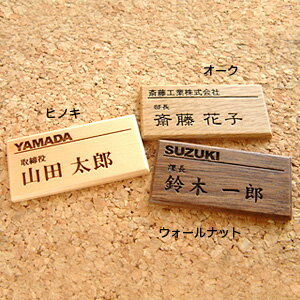 オーク
斎藤工業株式会社
部長
斎藤 花子
ヒノキ
YAMADA
取締役
山田 太郎
SUZUKI
課長
鈴木 一郎
ウォールナット